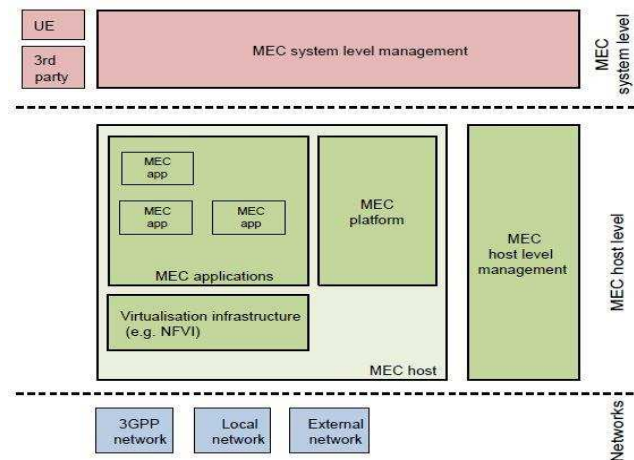 UE
3rd
party
MEC system level management
MEC
system level
MEC
app
MEC
app
MEC
app
MEC applications
MEC
platform
Virtualisation infrastructure
(e.g. NFVI)
MEC host
MEC
host level
management
MEC host level
3GPP
network
Local
network
External
network
Networks